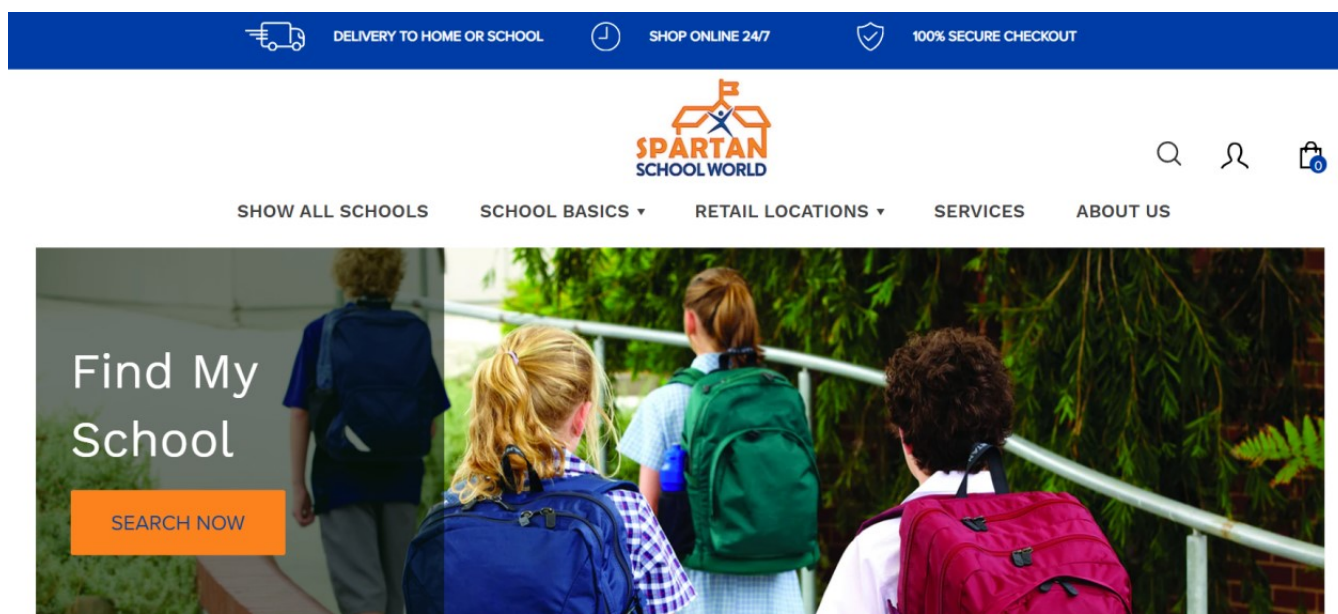 DELIVERY TO HOME OR SCHOOL
SHOP ONLINE 24/7
100% SECURE CHECKOUT
SPARTAN
SCHOOL WORLD
0
SHOW ALL SCHOOLS
SCHOOL BASICS ▾
RETAIL LOCATIONS ▾
SERVICES
ABOUT US
Find My
School
SEARCH NOW